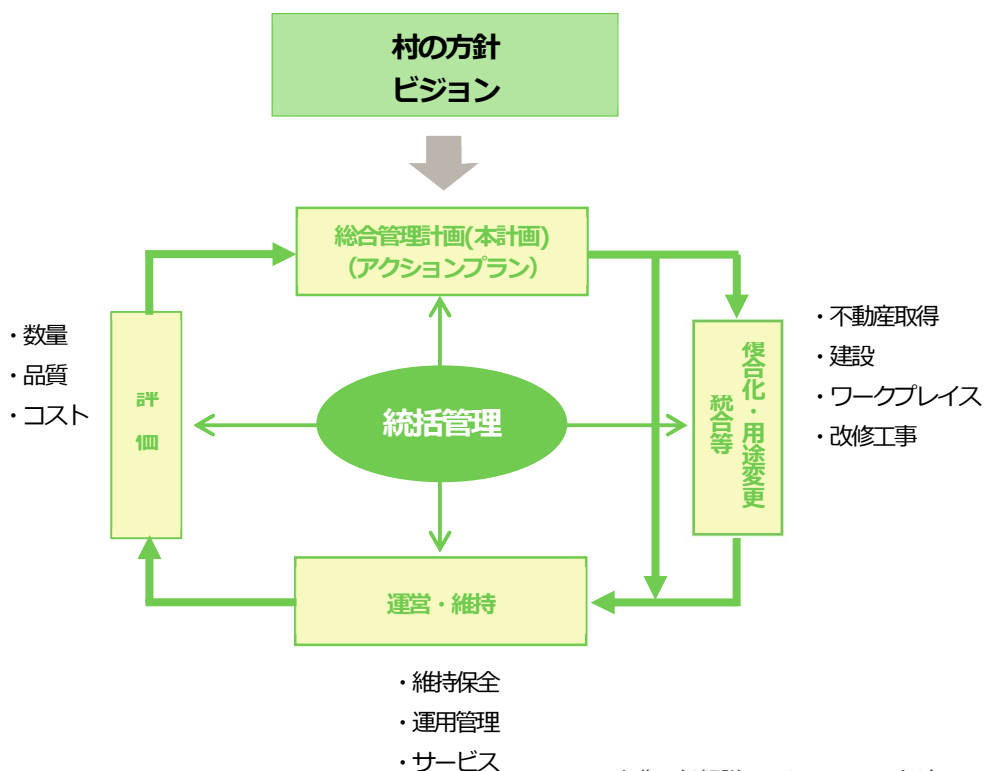 村の方針
ビジョン
総合管理計画(本計画)
（アクションプラン）
・数量
・品質
・コスト
評
価
統括管理
複合化・用途変更
統合等
・不動産取得
・建設
・ワークプレイス
・改修工事
運営・維持
・維持保全
・運用管理
・サービス